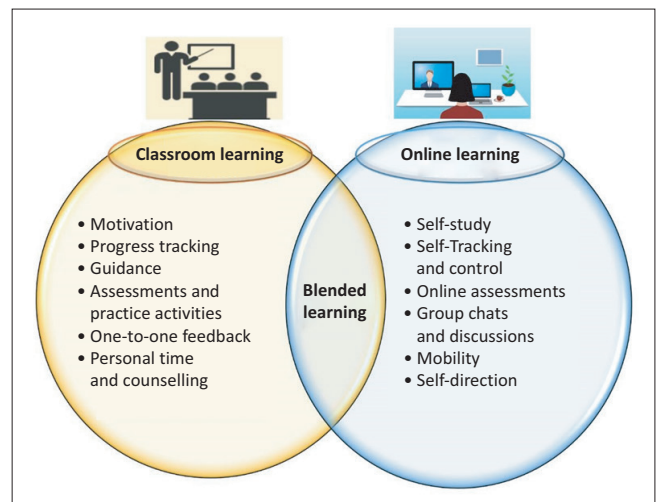 Classroom learning
• Motivation
• Progress tracking
• Guidance
• Assessments and
practice activities
• One-to-one feedback
• Personal time
and counselling
Blended
learning
Online learning
• Self-study
• Self-Tracking
and control
• Online assessments
• Group chats
and discussions
• Mobility
• Self-direction